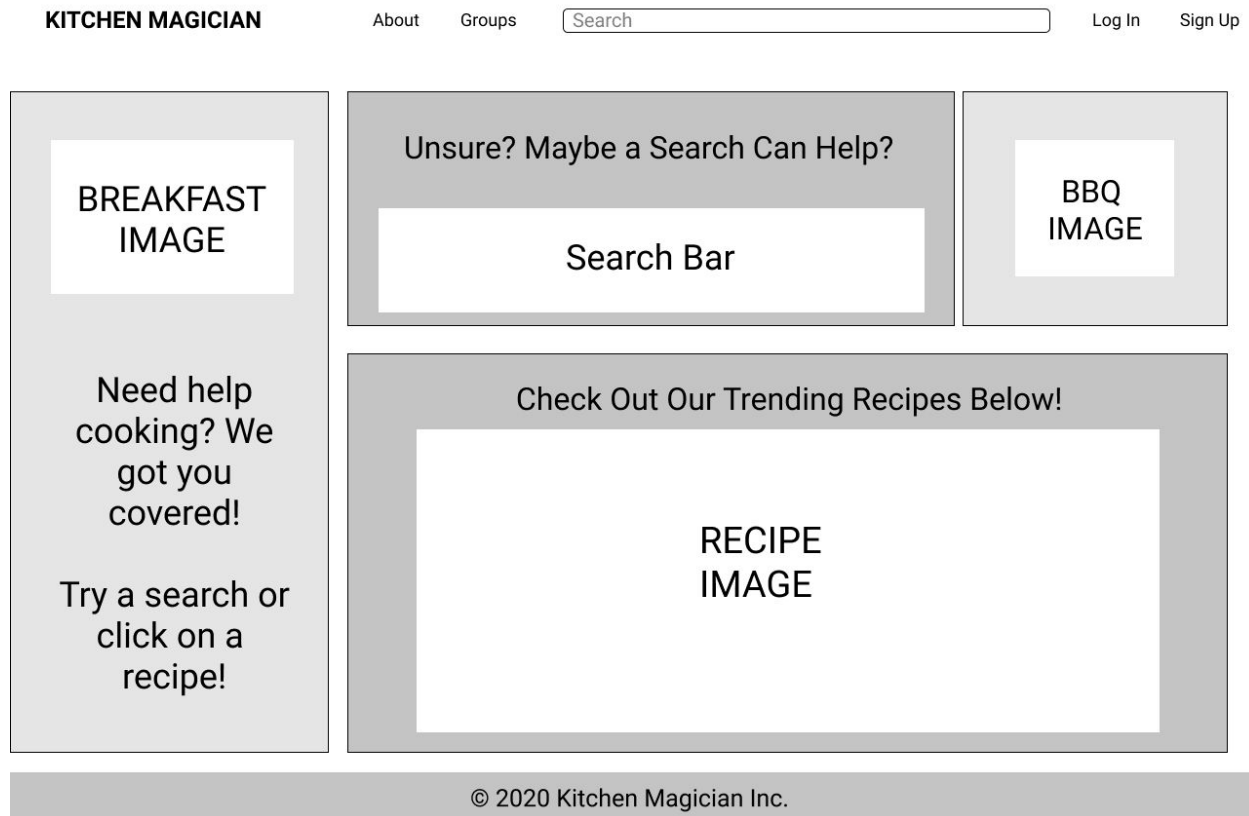 KITCHEN MAGICIAN
About
Groups
Search
Log In
Sign Up
BREAKFAST
IMAGE
Need help
cooking? We
got you
covered!
Try a search or
click on a
recipe!
Unsure? Maybe a Search Can Help?
Search Bar
BBQ
IMAGE
Check Out Our Trending Recipes Below!
RECIPE
IMAGE
© 2020 Kitchen Magician Inc.